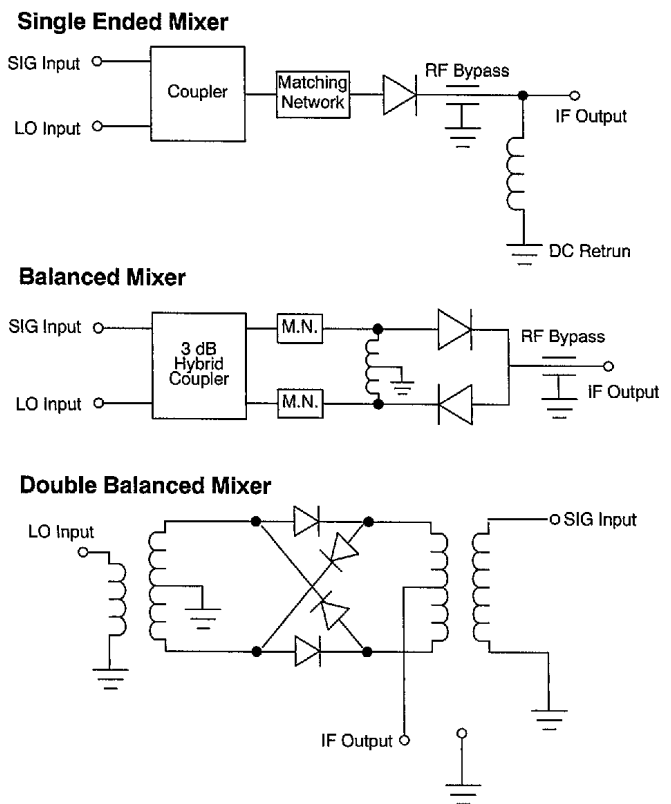 Single Ended Mixer
SIG Input
Coupler
Matching
Network
RF Bypass
LO Input
IF Output
DC Retrun
Balanced Mixer
SIG Input
M.N.
3 dB
Hybrid
Coupler
RF Bypass
LO Input
M.N.
IF Output
Double Balanced Mixer
LO Input
SIG Input
IF Output